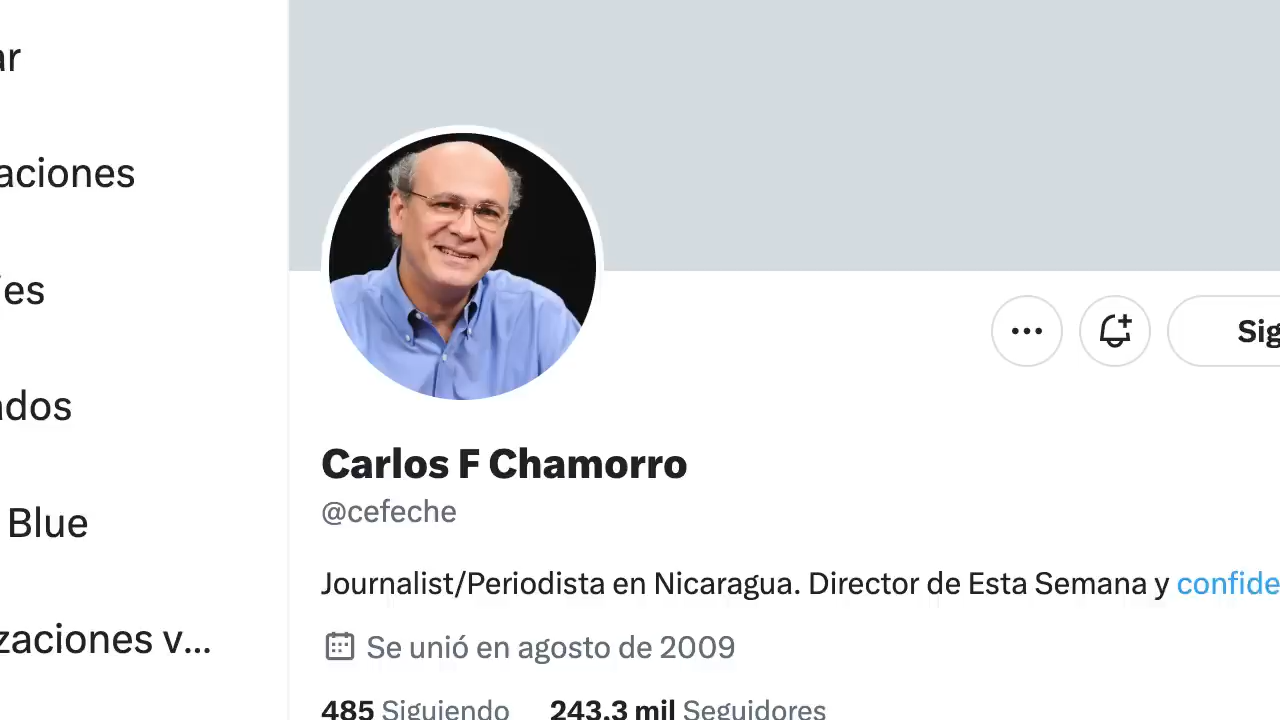 ar
aciones
es
ados
Blue
zaciones v...
Sig
Carlos F Chamorro
@cefeche
Journalist/Periodista en Nicaragua. Director de Esta Semana y confide
Se unió en agosto de 2009
485 Siguiendo 243.3 mil Seguidores